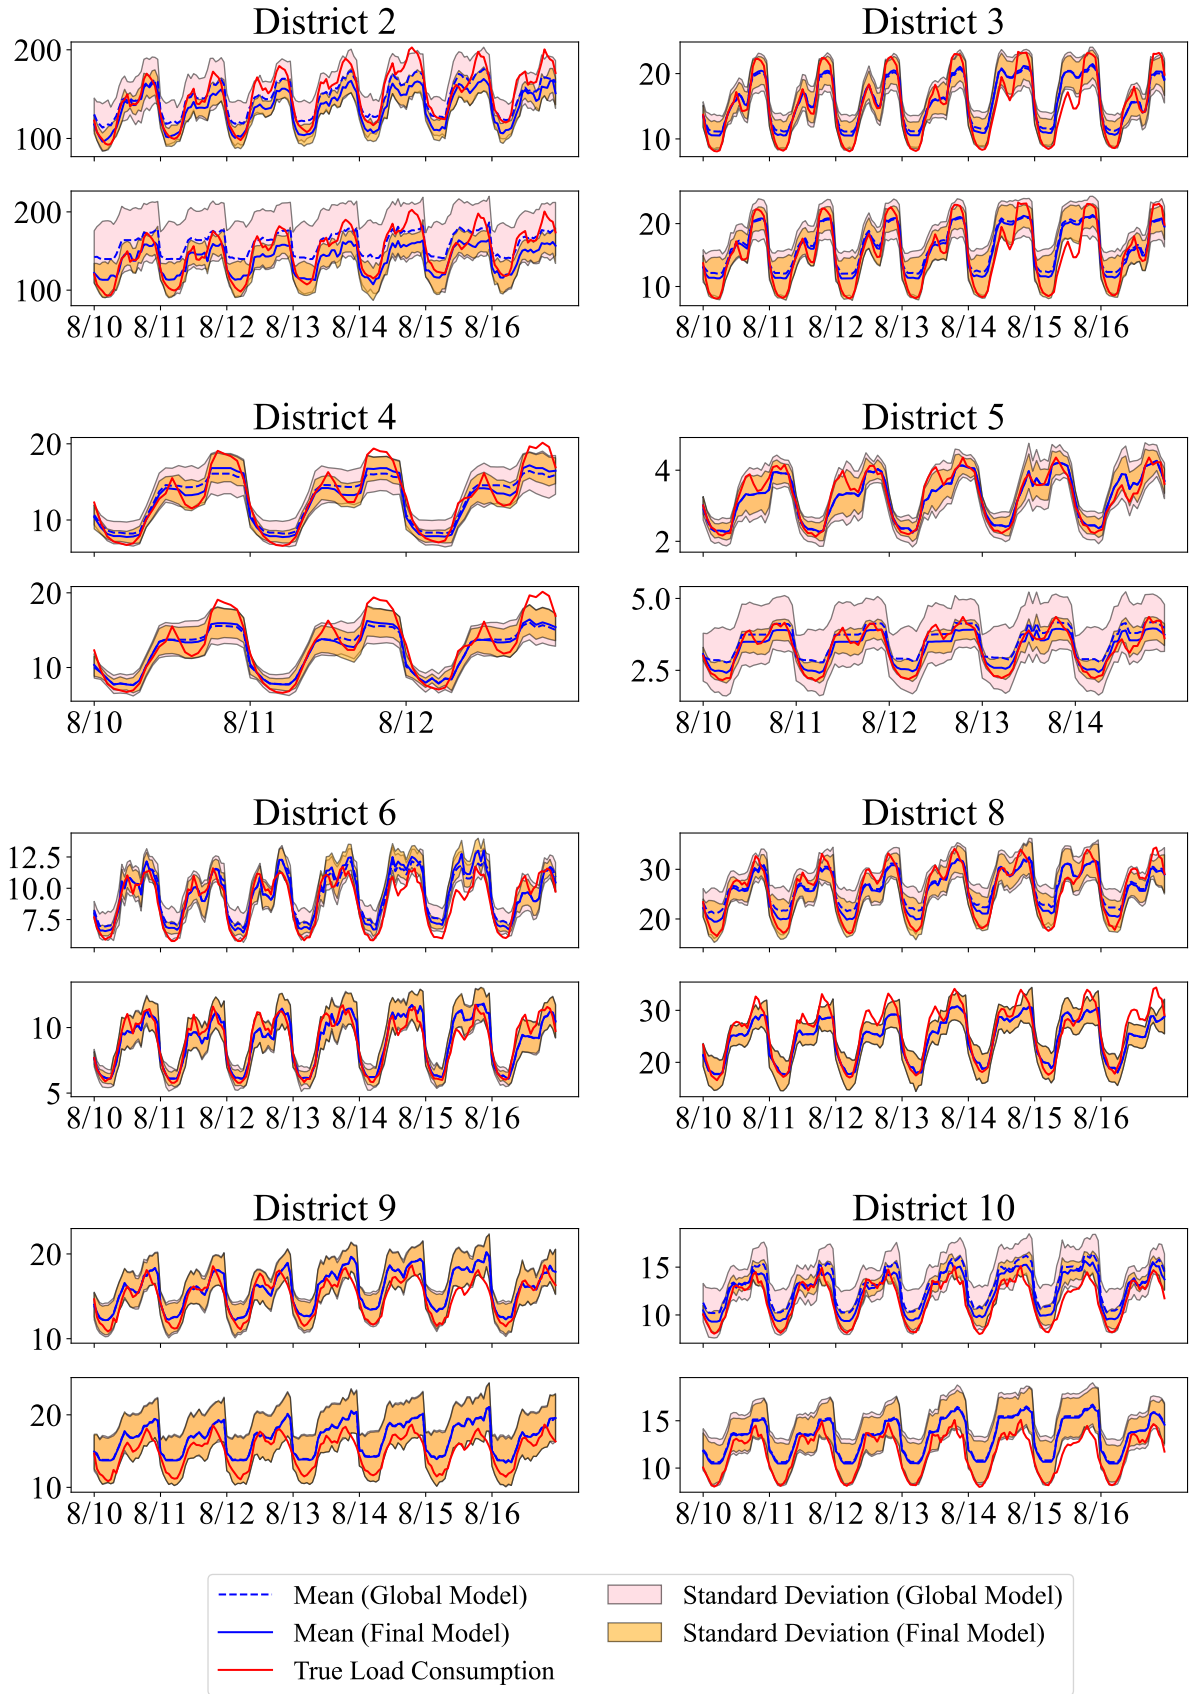 District 2
200
100
200
100
8/10 8/11 8/12 8/13 8/14 8/15 8/16
District 3
20
10
20
10
8/10 8/11 8/12 8/13 8/14 8/15 8/16
District 4
20
10
20
10
8/10 8/11 8/12
District 5
4
2
5.0
2.5
8/10 8/11 8/12 8/13 8/14
District 6
12.5
10.0
7.5
10
5
8/10 8/11 8/12 8/13 8/14 8/15 8/16
District 8
30
20
30
20
8/10 8/11 8/12 8/13 8/14 8/15 8/16
District 9
20
10
20
10
8/10 8/11 8/12 8/13 8/14 8/15 8/16
District 10
15
10
15
10
8/10 8/11 8/12 8/13 8/14 8/15 8/16
Mean (Global Model)
Mean (Final Model)
True Load Consumption
Standard Deviation (Global Model)
Standard Deviation (Final Model)